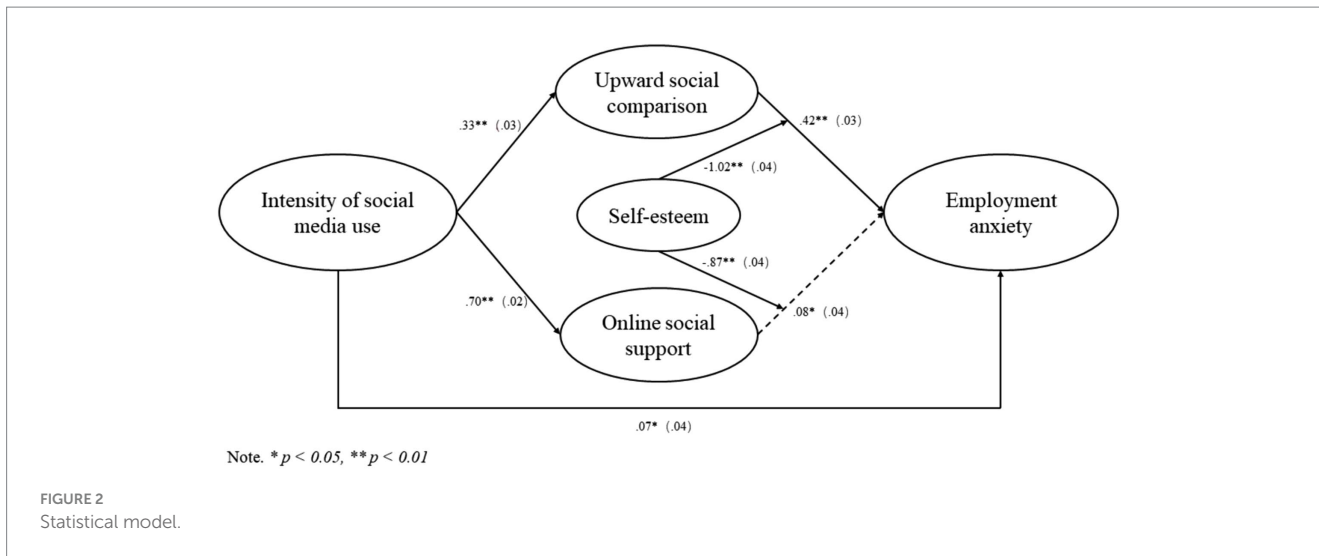 Upward social
comparison
.33** (.03)
.42** (.03)
-1.02** (.04)
Intensity of social
media use
Self-esteem
Employment
anxiety
-.87** (.04)
.70** (.02)
.08* (.04)
Online social
support
.07* (.04)
Note. * p < 0.05, ** p < 0.01
FIGURE 2
Statistical model.